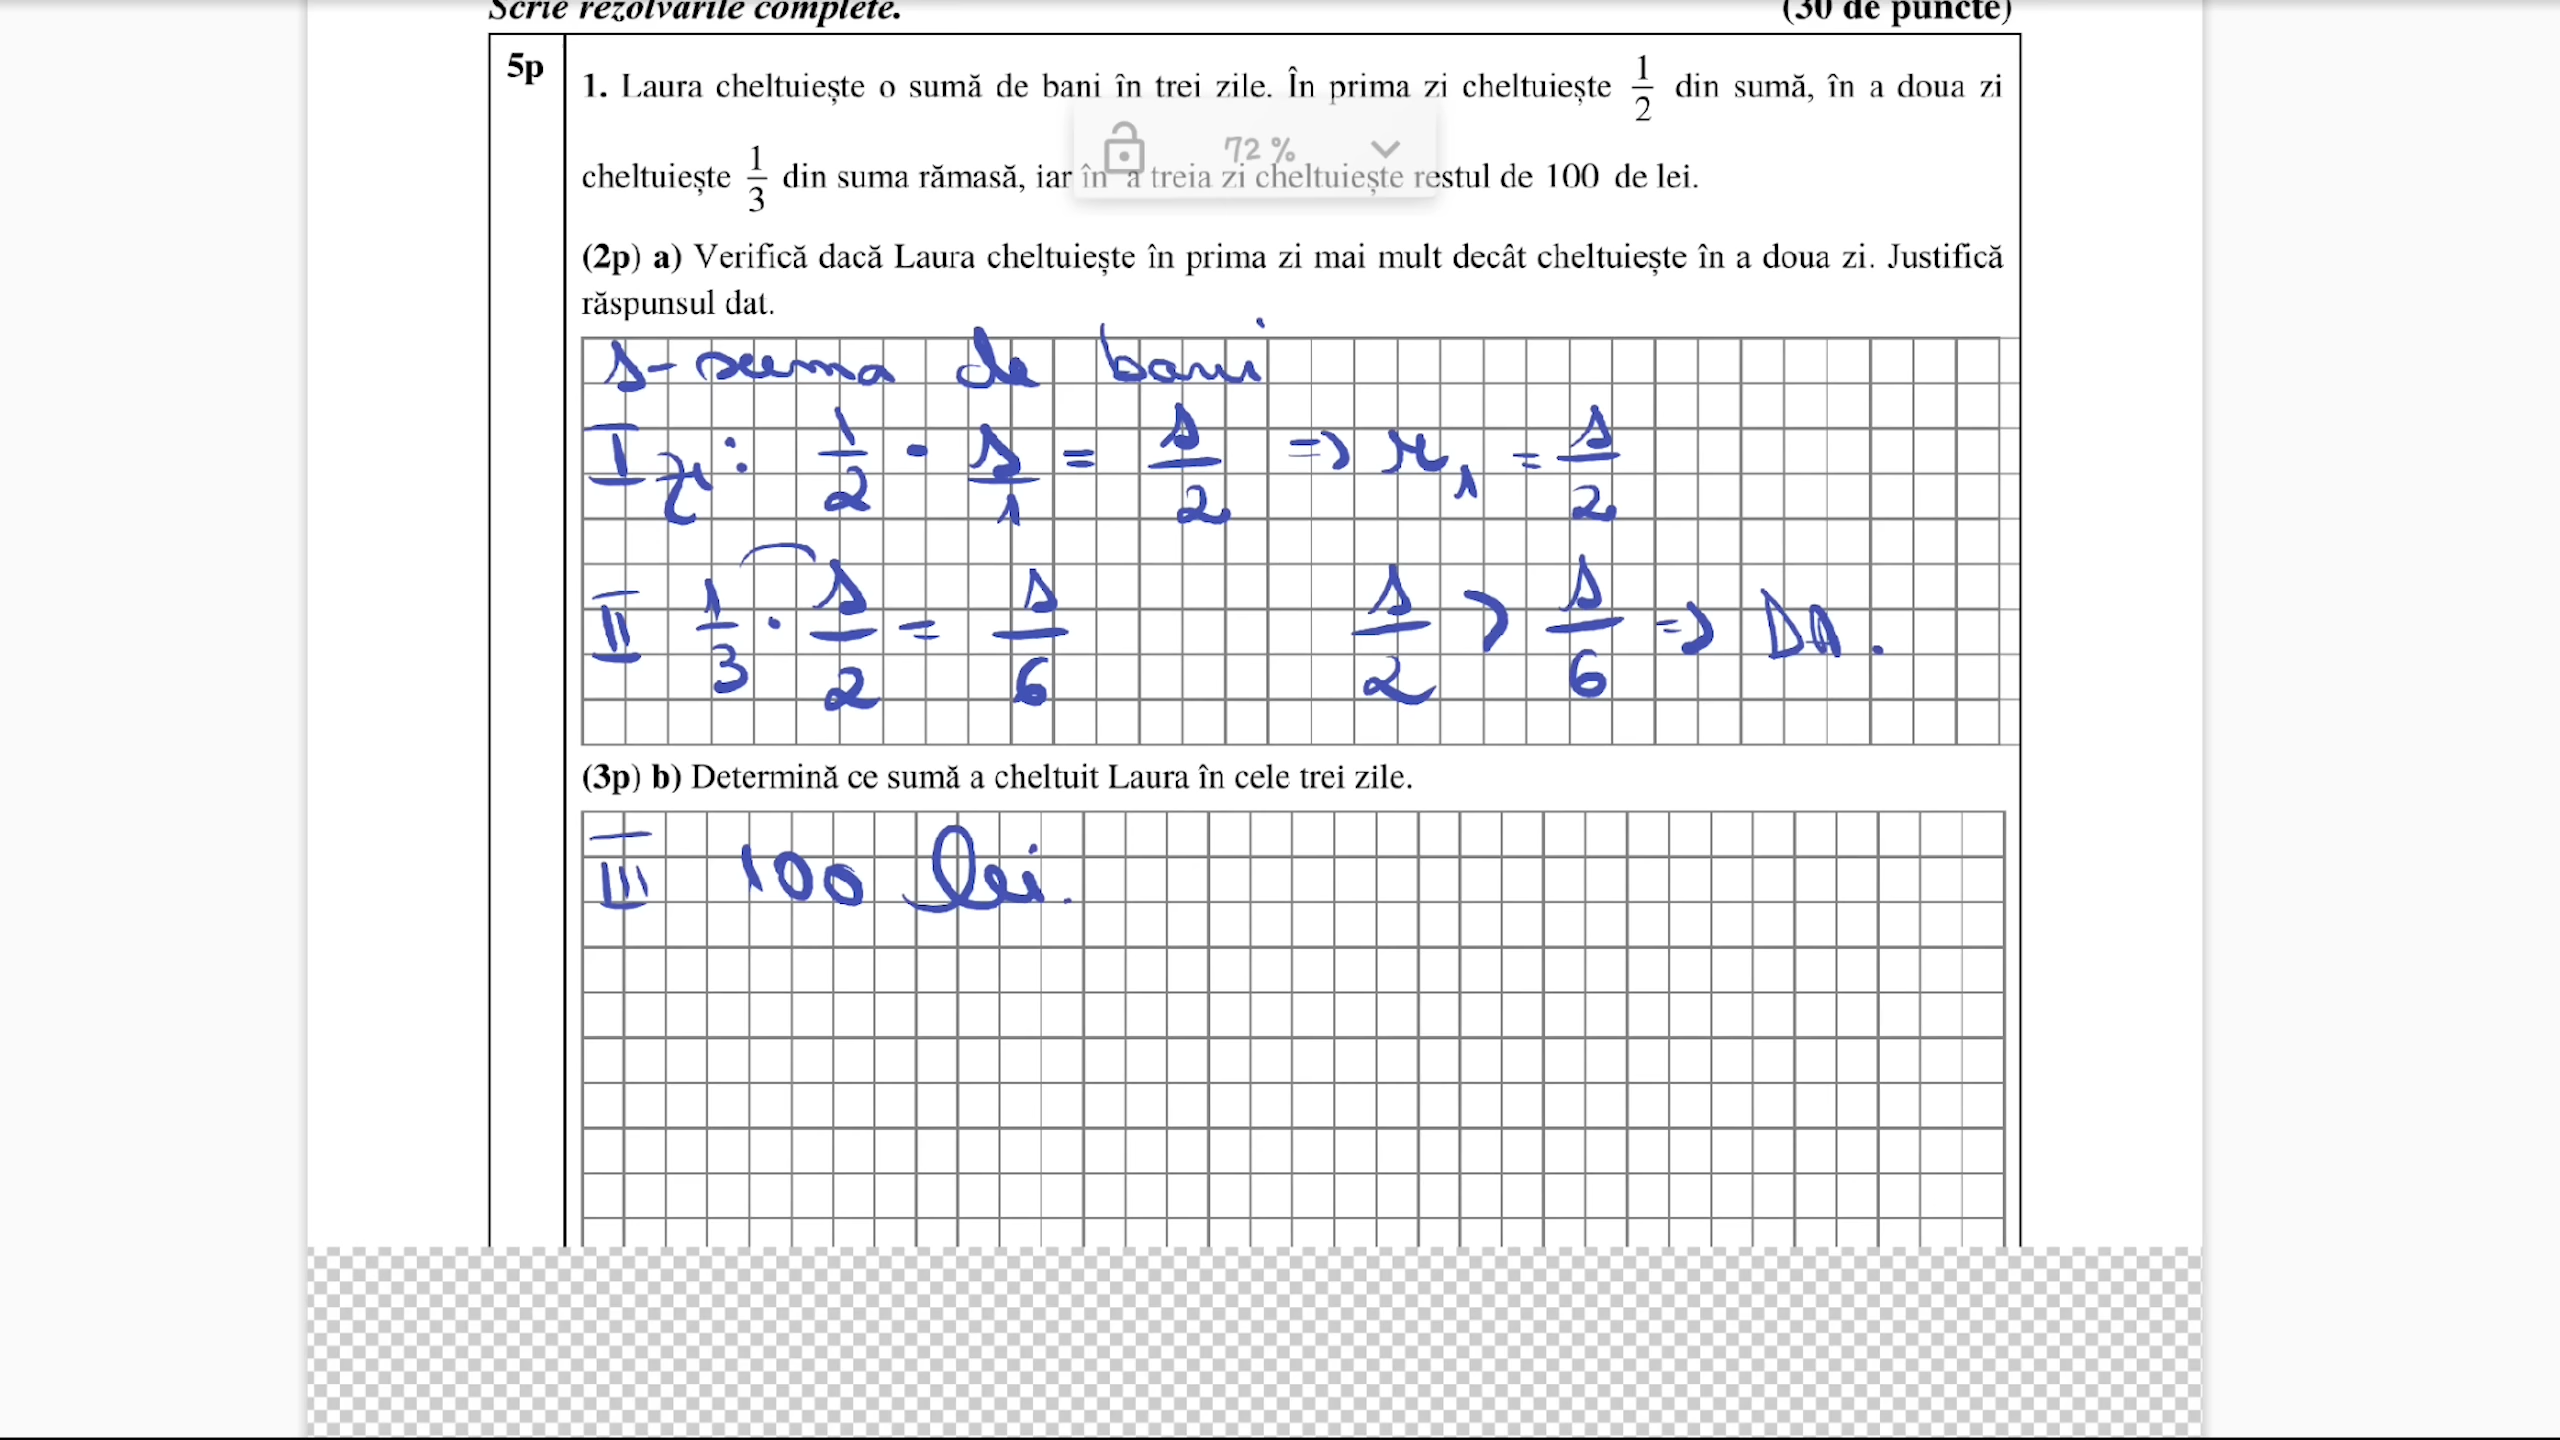 Scrie rezolvările complete. (30 de puncte)
5p
1. Laura cheltuiește o sumă de bani în trei zile. În prima zi cheltuiește 1/2 din sumă, în a doua zi
cheltuiește 1/3 din suma rămasă, iar în a treia zi cheltuiește restul de 100 de lei.
72 %
(2p) a) Verifică dacă Laura cheltuiește în prima zi mai mult decât cheltuiește în a doua zi. Justifică
răspunsul dat.
s- suma de bani
I zi: 1/2 · s/1 = s/2 => r₁ = s/2
II 1/3 · s/2 = s/6 s/2 > s/6 => DA.
(3p) b) Determină ce sumă a cheltuit Laura în cele trei zile.
III 100 lei.